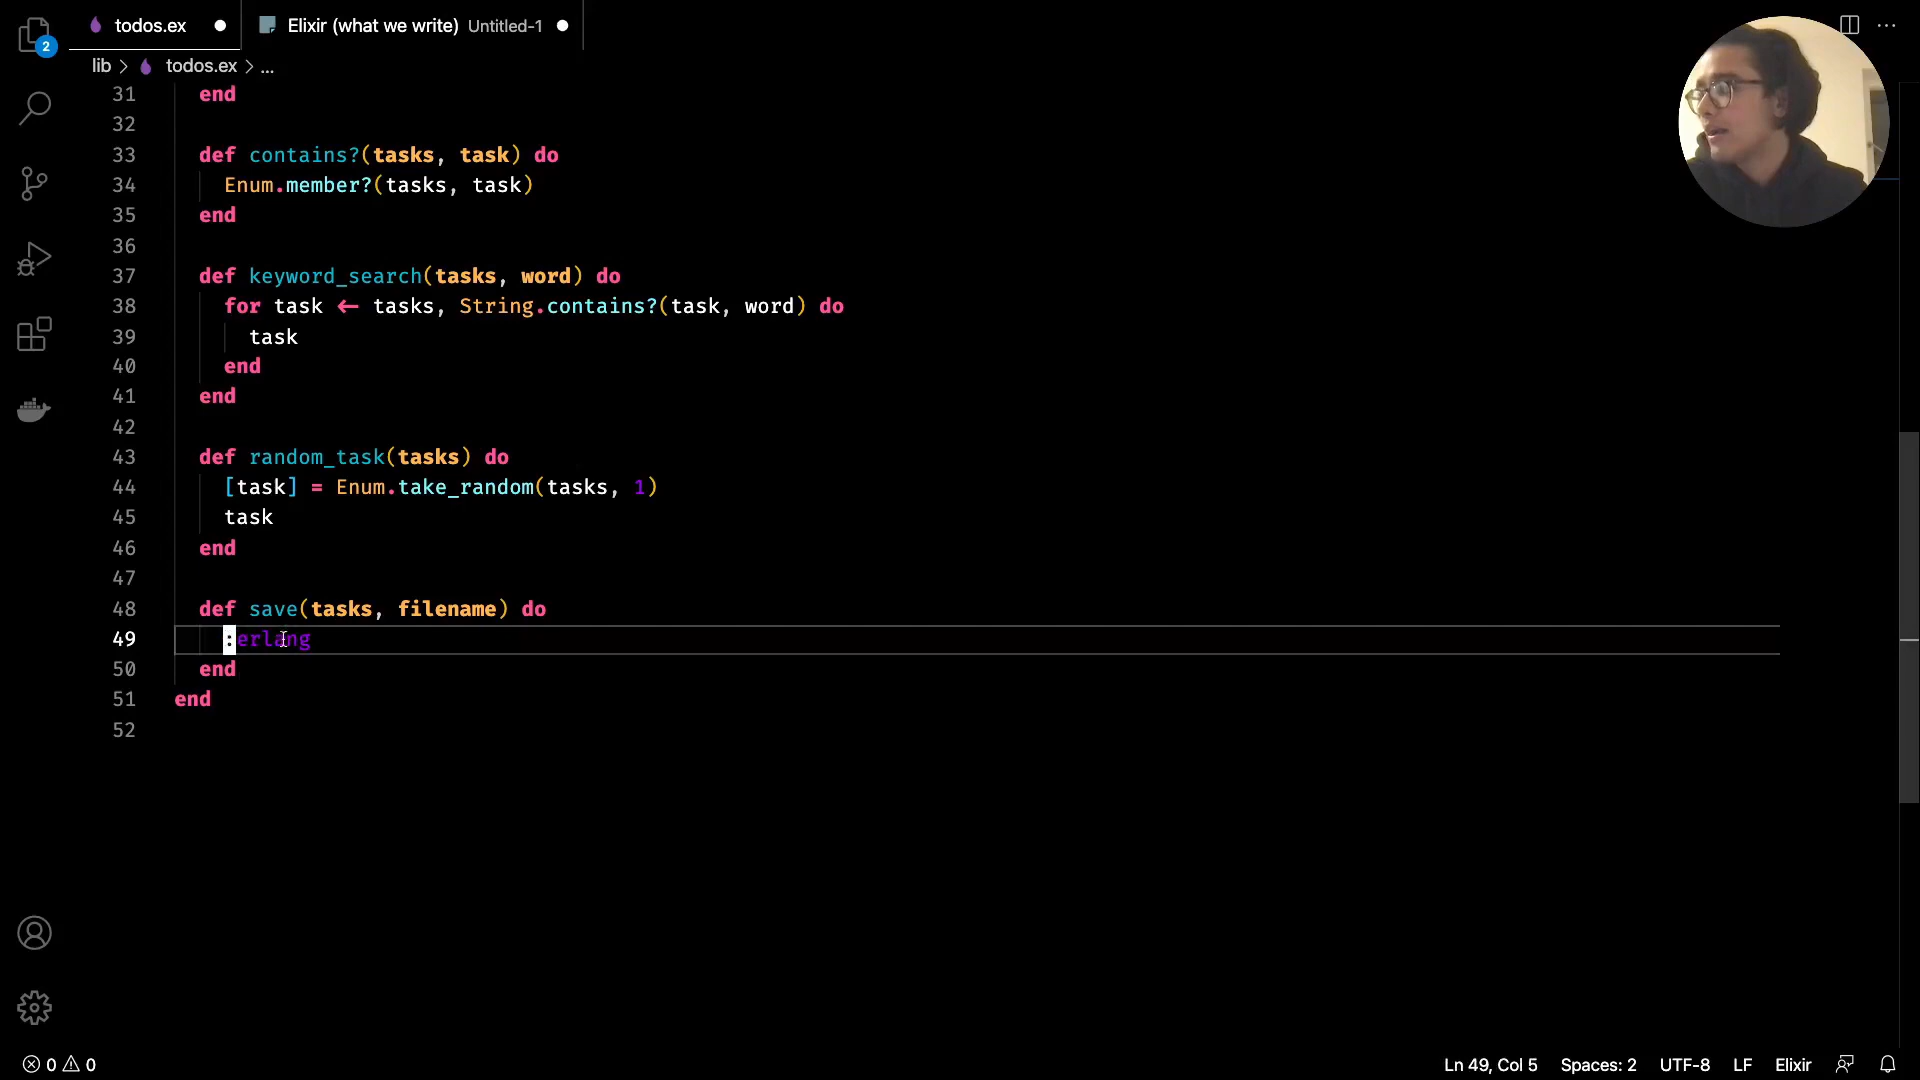 2
todos.ex
Elixir (what we write) Untitled-1
lib > todos.ex > ...
31 end
32
33 def contains?(tasks, task) do
34 Enum.member?(tasks, task)
35 end
36
37 def keyword_search(tasks, word) do
38 for task <- tasks, String.contains?(task, word) do
39 task
40 end
41 end
42
43 def random_task(tasks) do
44 [task] = Enum.take_random(tasks, 1)
45 task
46 end
47
48 def save(tasks, filename) do
49 :erlang
50 end
51 end
52
0 0 Ln 49, Col 5 Spaces: 2 UTF-8 LF Elixir